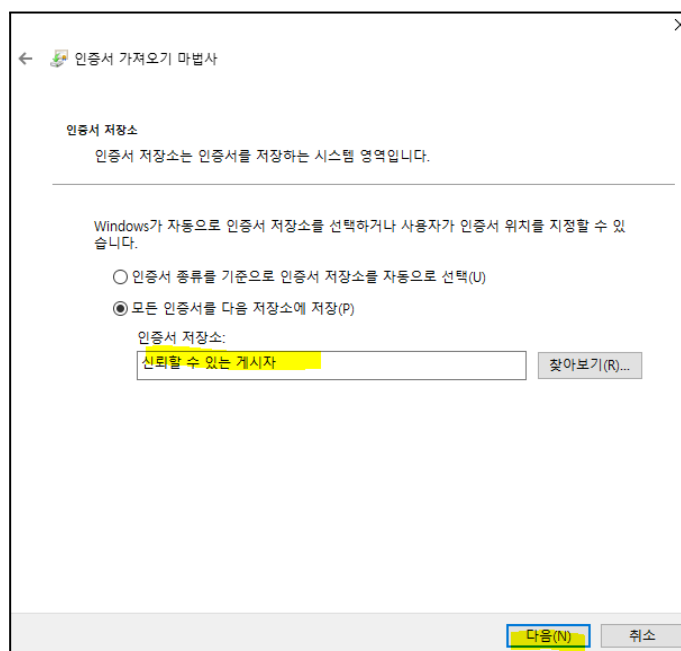 인증서 가져오기 마법사
인증서 저장소
인증서 저장소는 인증서를 저장하는 시스템 영역입니다.
Windows가 자동으로 인증서 저장소를 선택하거나 사용자가 인증서 위치를 지정할 수 있
습니다.
인증서 종류를 기준으로 인증서 저장소를 자동으로 선택(U)
모든 인증서를 다음 저장소에 저장(P)
인증서 저장소:
신뢰할 수 있는 게시자
찾아보기(R)...
다음(N)
취소